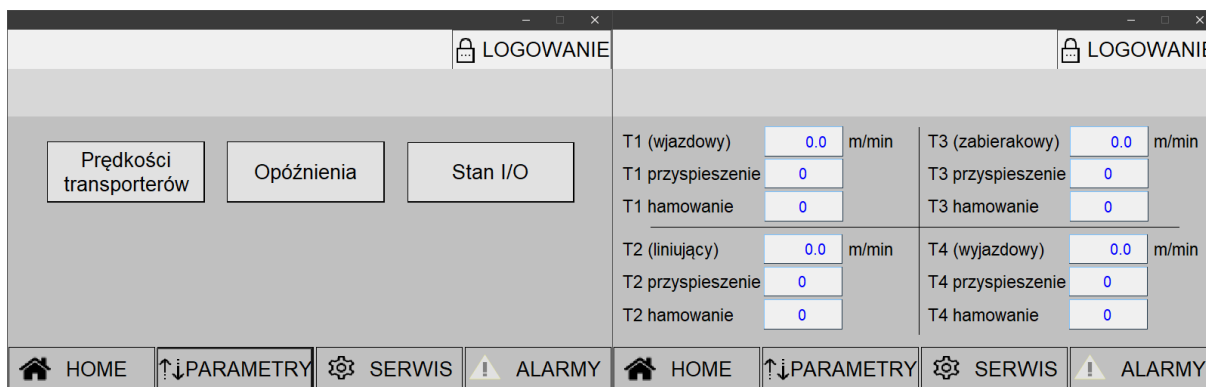 LOGOWANIE
Prędkości
transporterów
Opóźnienia
Stan I/O
HOME
PARAMETRY
SERWIS
ALARMY
LOGOWANIE
T1 (wjazdowy) 0.0 m/min
T1 przyspieszenie 0
T1 hamowanie 0
T3 (zabierakowy) 0.0 m/min
T3 przyspieszenie 0
T3 hamowanie 0
T2 (liniujący) 0.0 m/min
T2 przyspieszenie 0
T2 hamowanie 0
T4 (wyjazdowy) 0.0 m/min
T4 przyspieszenie 0
T4 hamowanie 0
HOME
PARAMETRY
SERWIS
ALARMY